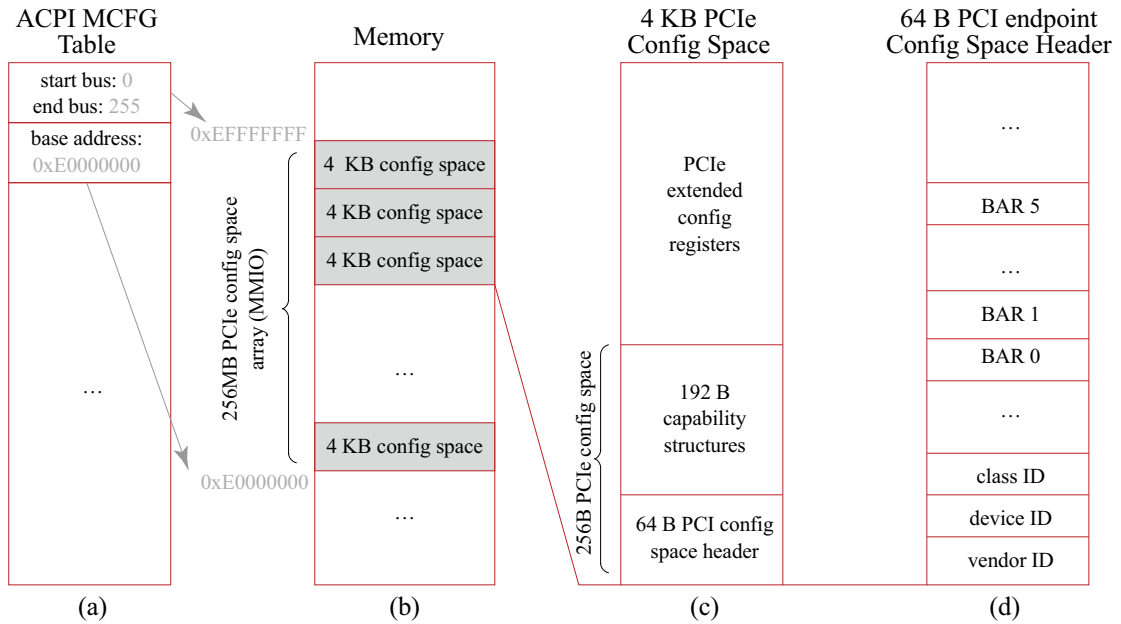 ACPI MCFG
Table
start bus: 0
end bus: 255
base address:
0xE0000000
…
(a)
Memory
0xEFFFFFFF
4 KB config space
4 KB config space
4 KB config space
…
4 KB config space
0xE0000000
…
256MB PCIe config space
array (MMIO)
(b)
4 KB PCIe
Config Space
PCIe
extended
config
registers
192 B
capability
structures
64 B PCI config
space header
256B PCIe config space
(c)
64 B PCI endpoint
Config Space Header
…
BAR 5
…
BAR 1
BAR 0
…
class ID
device ID
vendor ID
(d)